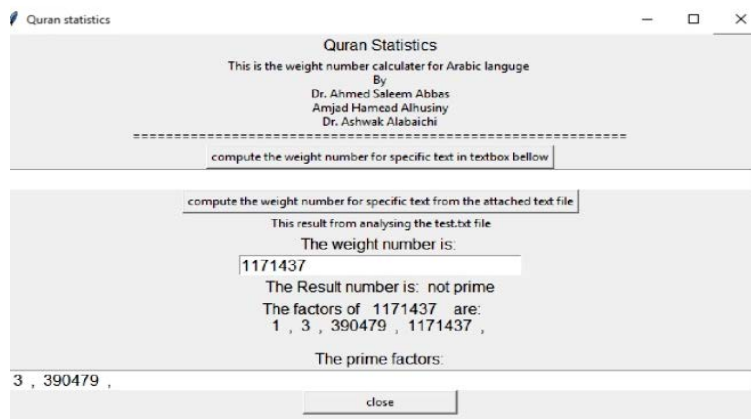 Quran statistics
Quran Statistics
This is the weight number calculater for Arabic languge
By
Dr. Ahmed Saleem Abbas
Amjad Hamead Alhusiny
Dr. Ashwak Alabaichi
============================================================
compute the weight number for specific text in textbox bellow
compute the weight number for specific text from the attached text file
This result from analysing the test.txt file
The weight number is:
1171437
The Result number is: not prime
The factors of 1171437 are:
1 , 3 , 390479 , 1171437 ,
The prime factors:
3 , 390479 ,
close